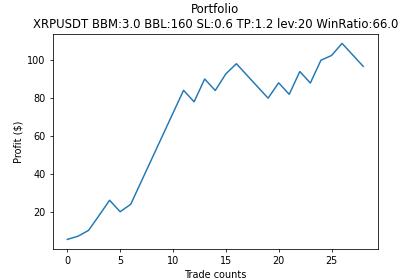 Portfolio
XRPUSDT BBM:3.0 BBL:160 SL:0.6 TP:1.2 lev:20 WinRatio:66.0
100
80
60
40
20
Profit ($)
0 5 10 15 20 25
Trade counts